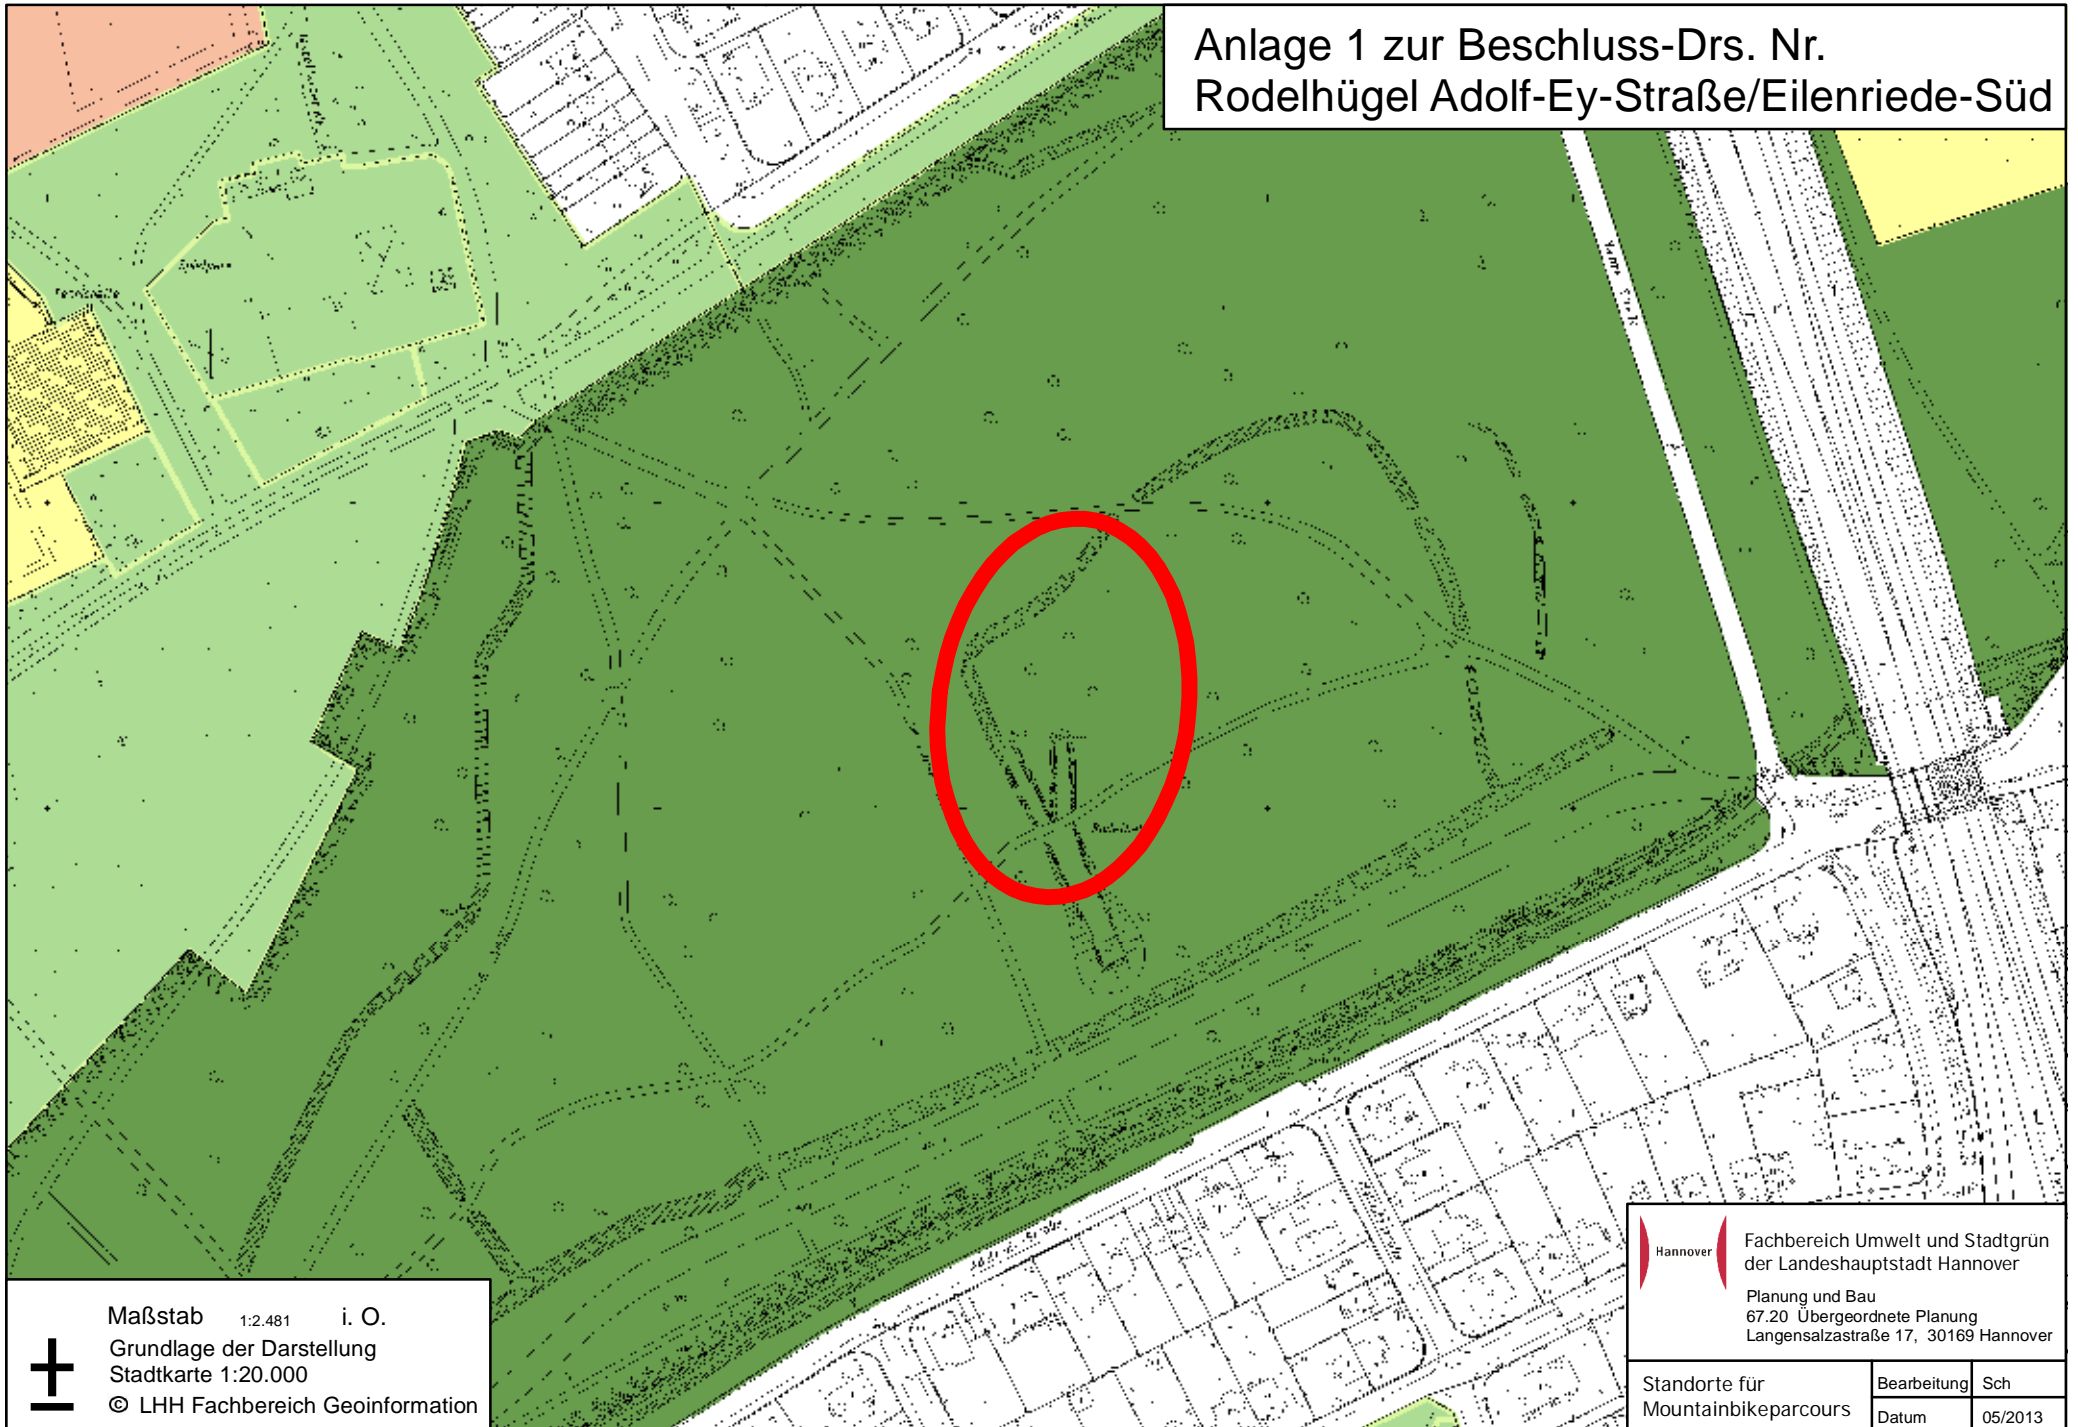 Anlage 1 zur Beschluss-Drs. Nr.
Rodelhügel Adolf-Ey-Straße/Eilenriede-Süd
Maßstab 1:2.481 i. O.
Grundlage der Darstellung
Stadtkarte 1:20.000
© LHH Fachbereich Geoinformation
Hannover
Fachbereich Umwelt und Stadtgrün
der Landeshauptstadt Hannover
Planung und Bau
67.20 Übergeordnete Planung
Langensalzastraße 17, 30169 Hannover
Standorte für
Mountainbikeparcours
Bearbeitung Sch
Datum 05/2013